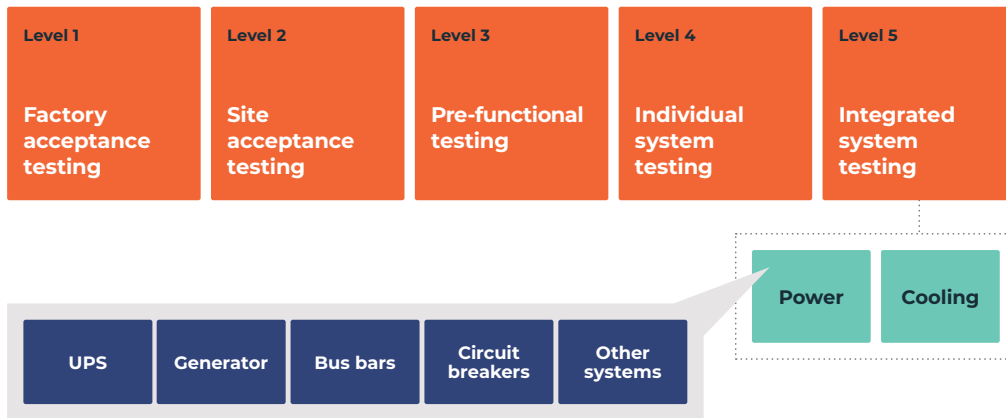 Level 1
Factory
acceptance
testing
Level 2
Site
acceptance
testing
Level 3
Pre-functional
testing
Level 4
Individual
system
testing
Level 5
Integrated
system
testing
Power
Cooling
UPS
Generator
Bus bars
Circuit
breakers
Other
systems